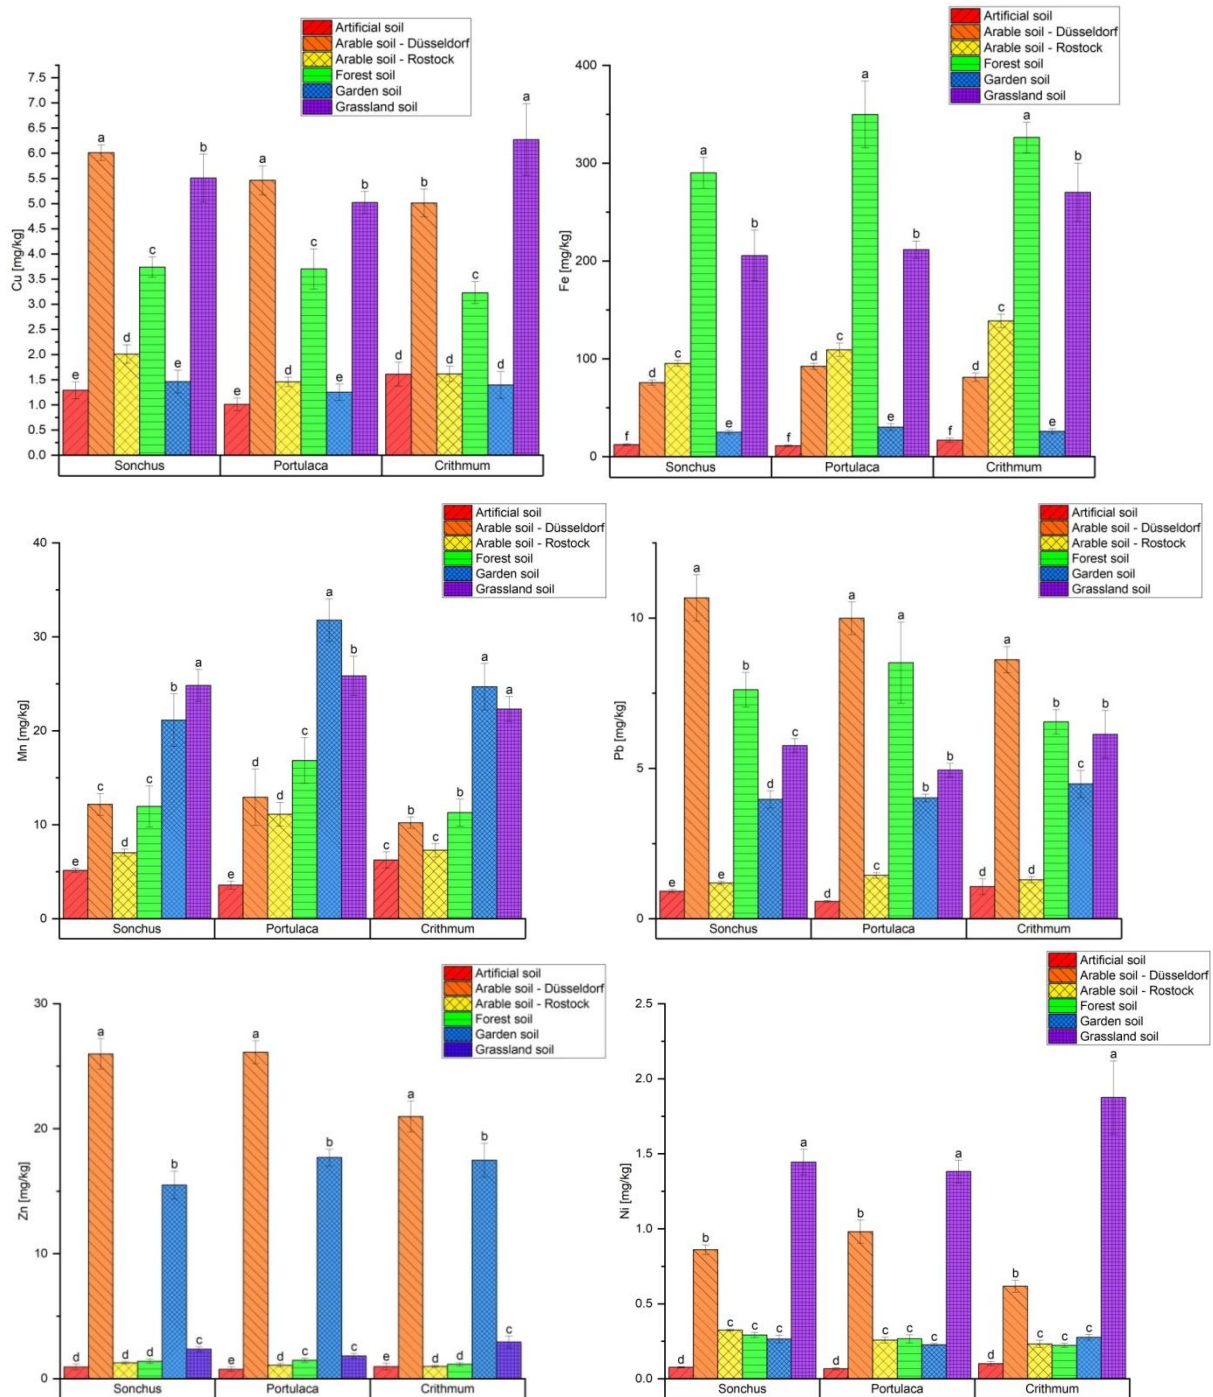 Artificial soil
Arable soil - Düsseldorf
Arable soil - Rostock
Forest soil
Garden soil
Grassland soil
Cu [mg/kg]
7.5
7.0
6.5
6.0
5.5
5.0
4.5
4.0
3.5
3.0
2.5
2.0
1.5
1.0
0.5
0.0
e a d c e b
e a d c e b
d b d c d a
Sonchus Portulaca Crithmum
Artificial soil
Arable soil - Düsseldorf
Arable soil - Rostock
Forest soil
Garden soil
Grassland soil
Fe [mg/kg]
400
300
200
100
0
f d c a e b
f d c a e b
f d c a e b
Sonchus Portulaca Crithmum
Artificial soil
Arable soil - Düsseldorf
Arable soil - Rostock
Forest soil
Garden soil
Grassland soil
Mn [mg/kg]
40
30
20
10
0
e c d c b a
e d d c a b
c b c b a a
Sonchus Portulaca Crithmum
Artificial soil
Arable soil - Düsseldorf
Arable soil - Rostock
Forest soil
Garden soil
Grassland soil
Pb [mg/kg]
10
5
0
e a e b d c
d a c a b b
d a d b c b
Sonchus Portulaca Crithmum
Artificial soil
Arable soil - Düsseldorf
Arable soil - Rostock
Forest soil
Garden soil
Grassland soil
Zn [mg/kg]
30
20
10
0
d a d d b c
e a d d b c
d a d d b c
Sonchus Portulaca Crithmum
Artificial soil
Arable soil - Düsseldorf
Arable soil - Rostock
Forest soil
Garden soil
Grassland soil
Ni [mg/kg]
2.5
2.0
1.5
1.0
0.5
0.0
d b c c c a
d b c c c a
d b c c c a
Sonchus Portulaca Crithmum